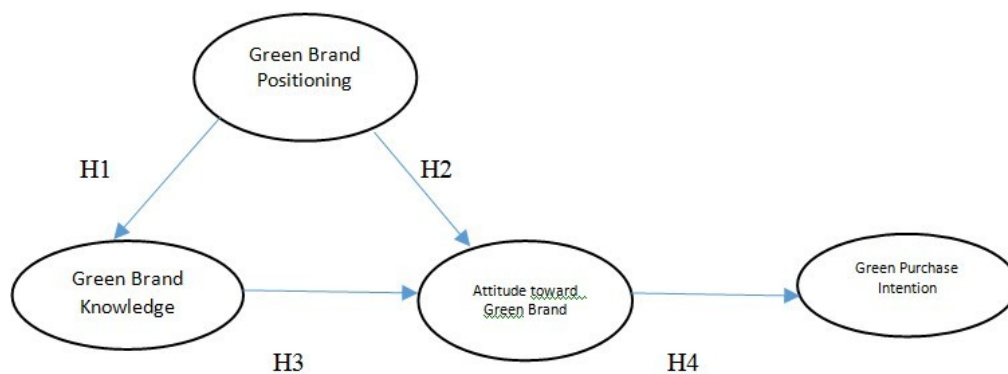 Green Brand
Positioning
H1
H2
Green Brand
Knowledge
Attitude toward
Green Brand
Green Purchase
Intention
H3
H4